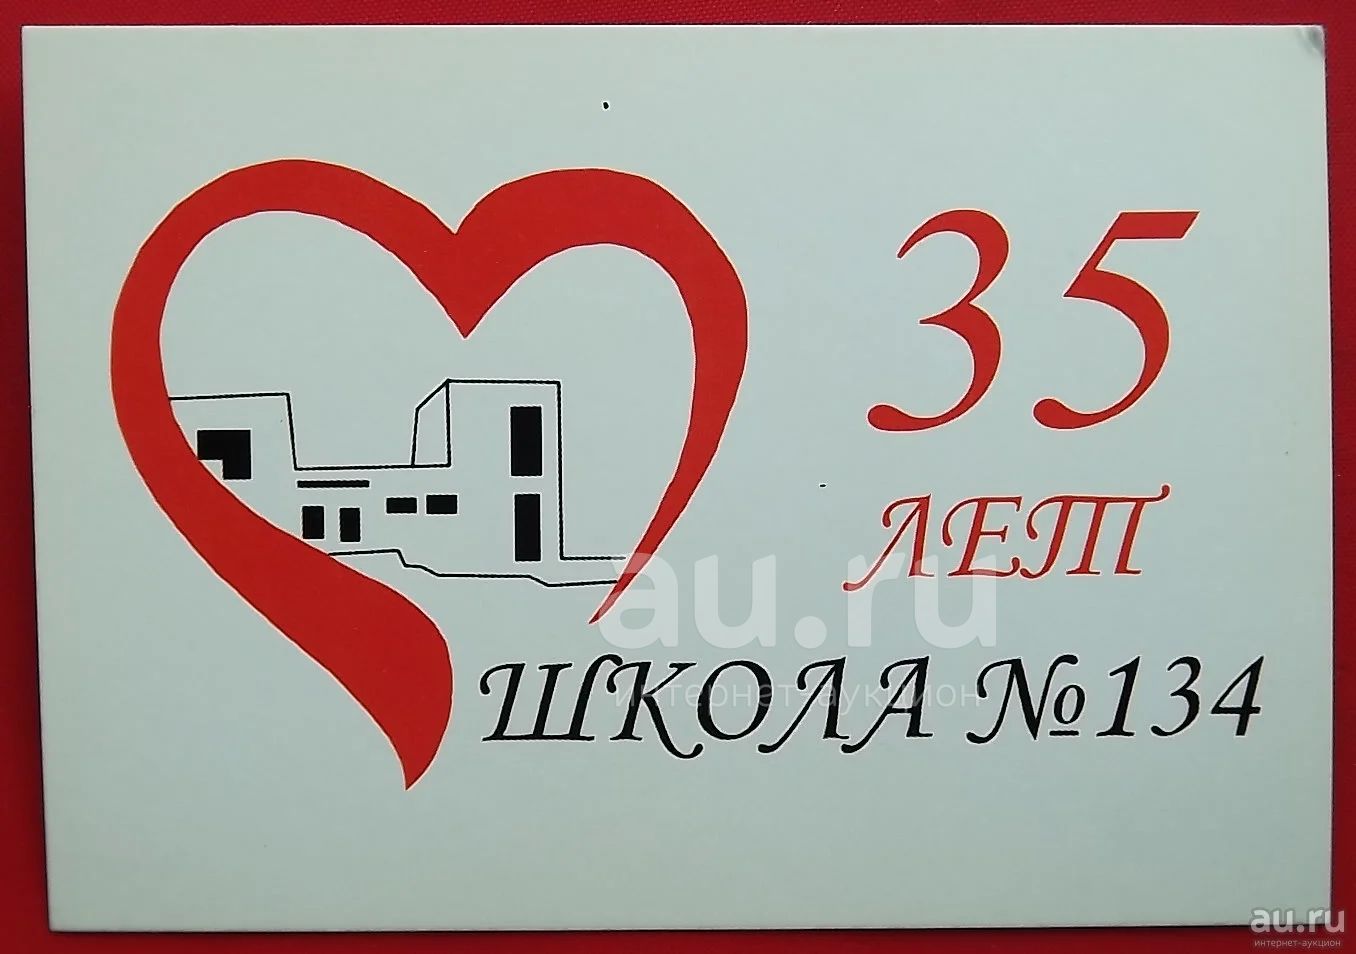 35
ЛЕТ
ШКОЛА №134
au.ru
интернет-аукцион
au.ru
интернет-аукцион